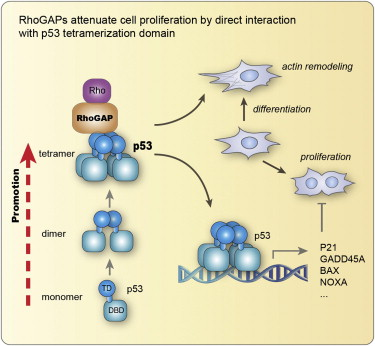 RhoGAPs attenuate cell proliferation by direct interaction
with p53 tetramerization domain
Rho
RhoGAP
actin remodeling
differentiation
tetramer
p53
proliferation
Promotion
dimer
p53
monomer
TD
p53
DBD
P21
GADD45A
BAX
NOXA
...